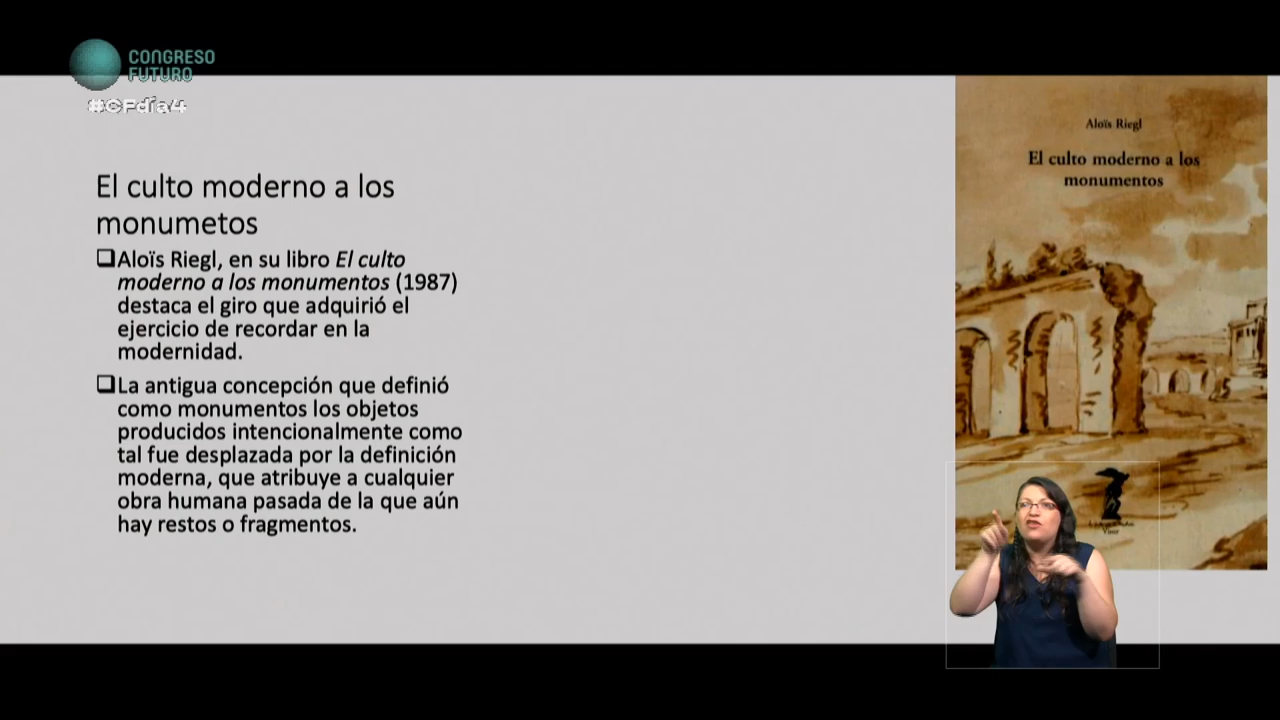 CONGRESO
FUTURO
#CFdía4
El culto moderno a los
monumetos
Aloïs Riegl, en su libro El culto
moderno a los monumentos (1987)
destaca el giro que adquirió el
ejercicio de recordar en la
modernidad.
La antigua concepción que definió
como monumentos los objetos
producidos intencionalmente como
tal fue desplazada por la definición
moderna, que atribuye a cualquier
obra humana pasada de la que aún
hay restos o fragmentos.
Aloïs Riegl
El culto moderno a los
monumentos
Visor